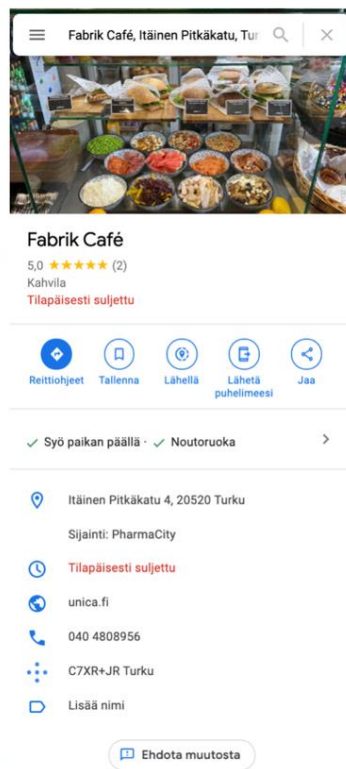 Fabrik Café, Itäinen Pitkäkatu, Tur
Fabrik Café
5,0 ★★★★★ (2)
Kahvila
Tilapäisesti suljettu
Reittiohjeet
Tallenna
Lähellä
Lähetä
puhelimeesi
Jaa
✓ Syö paikan päällä · ✓ Noutoruoka
Itäinen Pitkäkatu 4, 20520 Turku
Sijainti: PharmaCity
Tilapäisesti suljettu
unica.fi
040 4808956
C7XR+JR Turku
Lisää nimi
Ehdota muutosta